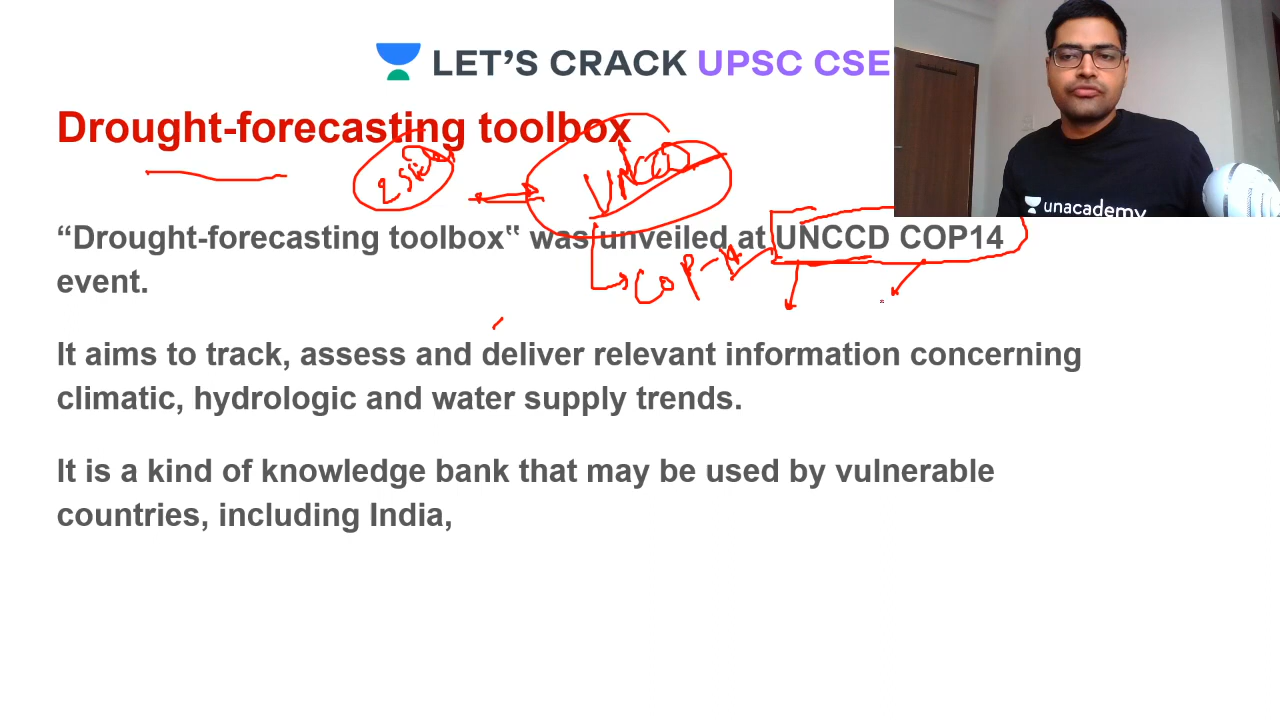 LET'S CRACK UPSC CSE
Drought-forecasting toolbox
UNCCD
“Drought-forecasting toolbox‟ was unveiled at UNCCD COP14
event.
COP-14
unacademy
It aims to track, assess and deliver relevant information concerning
climatic, hydrologic and water supply trends.
It is a kind of knowledge bank that may be used by vulnerable
countries, including India,